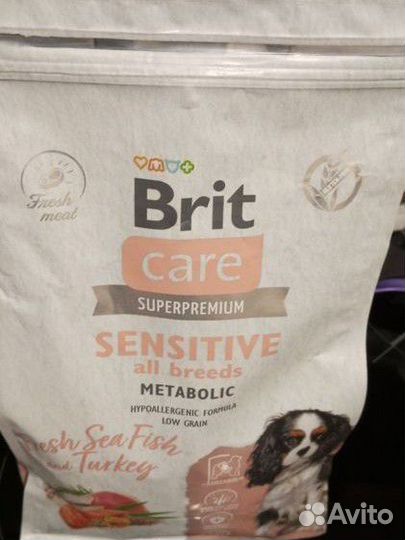 Fresh
meat
Brit
care
SUPERPREMIUM
SENSITIVE
all breeds
METABOLIC
HYPOALLERGENIC FORMULA
LOW GRAIN
Fresh Sea Fish
and Turkey
Avito